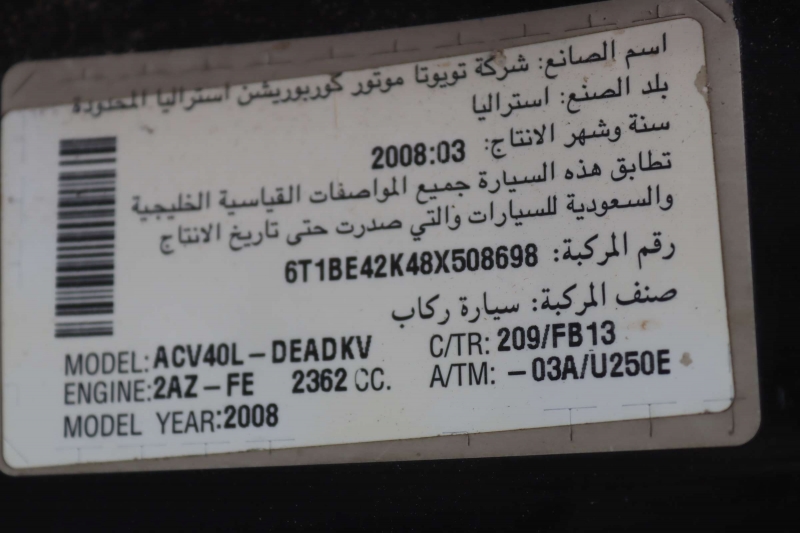 اسم الصانع: شركة تويوتا موتور كوربوريشن استراليا المحدودة
بلد الصنع: استراليا
سنة وشهر الانتاج: 2008:03
تطابق هذه السيارة جميع المواصفات القياسية الخليجية
والسعودية للسيارات والتي صدرت حتى تاريخ الانتاج
رقم المركبة: 6T1BE42K48X508698
صنف المركبة: سيارة ركاب
MODEL: ACV40L-DEADKV C/TR: 209/FB13
ENGINE: 2AZ-FE 2362 CC. A/TM: -03A/U250E
MODEL YEAR: 2008